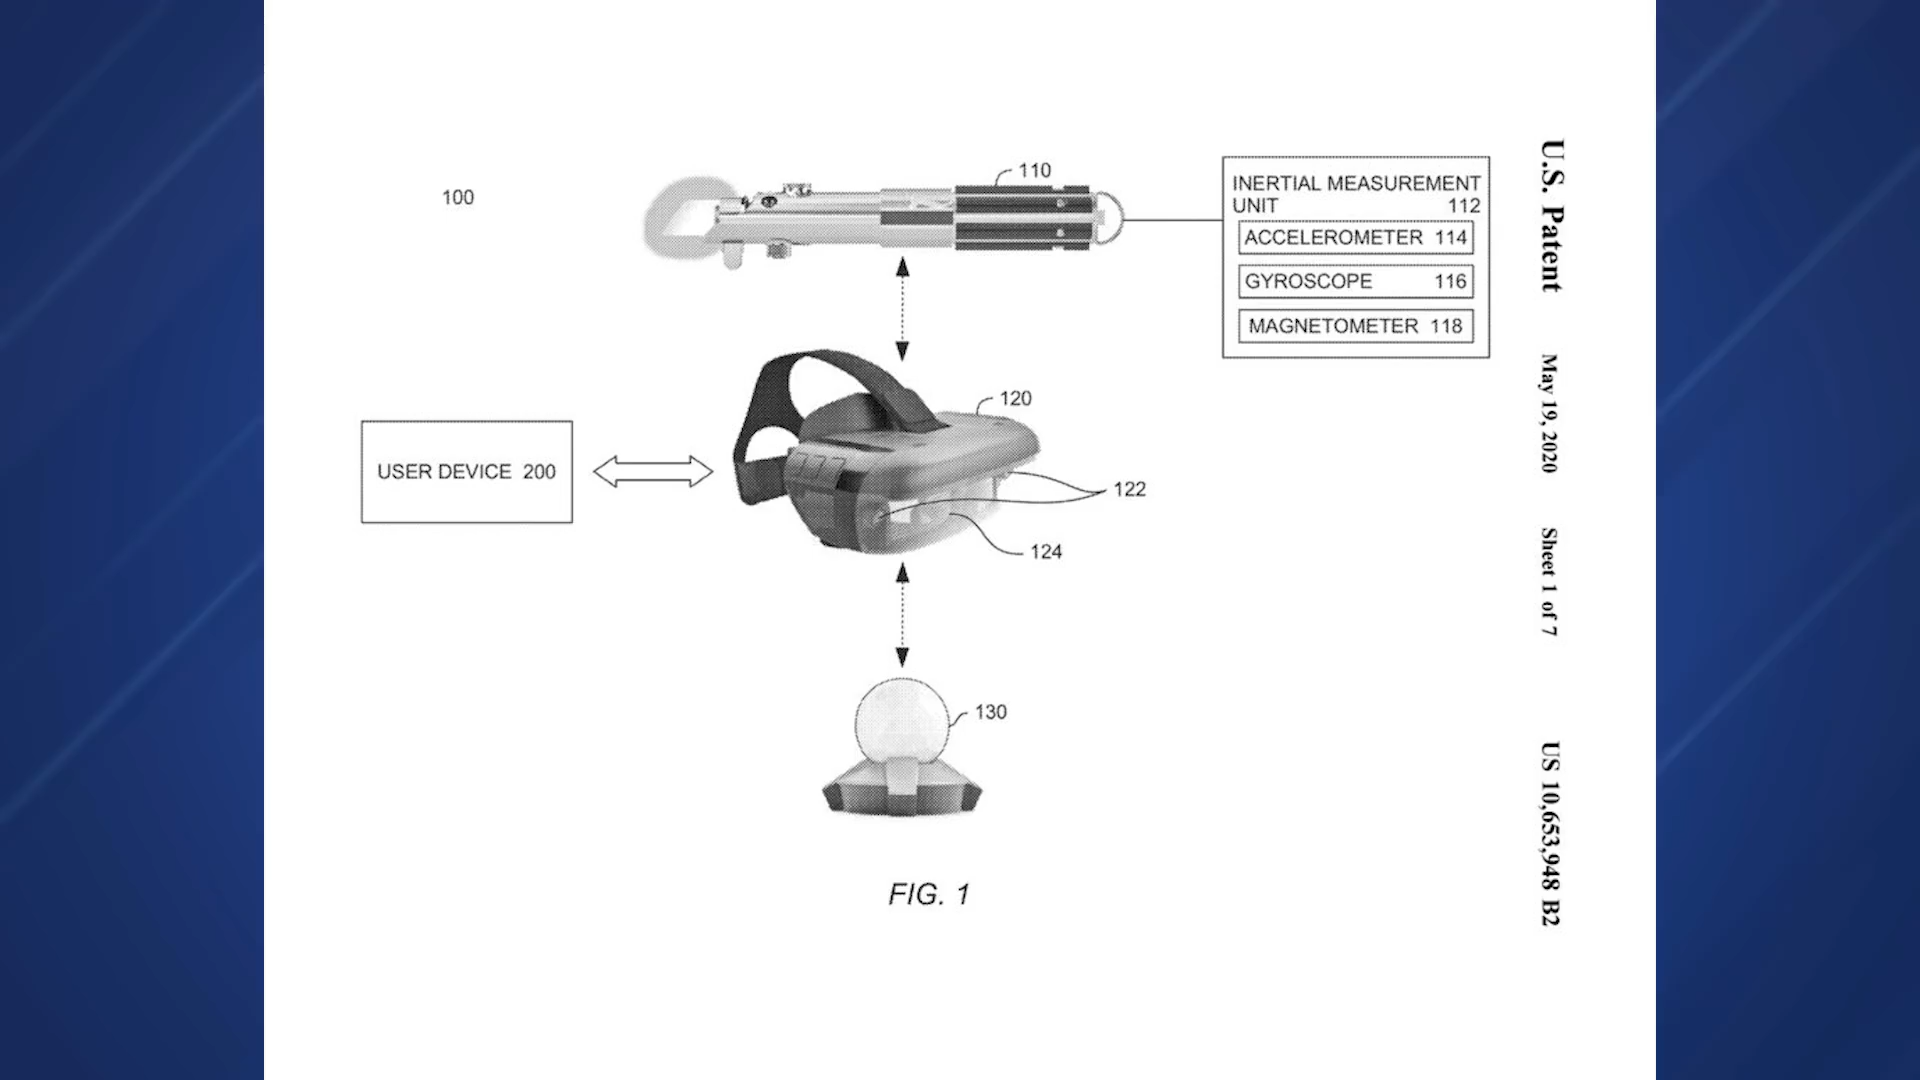 100
110
INERTIAL MEASUREMENT
UNIT 112
ACCELEROMETER 114
GYROSCOPE 116
MAGNETOMETER 118
120
USER DEVICE 200
122
124
130
FIG. 1
U.S. Patent May 19, 2020 Sheet 1 of 7 US 10,653,948 B2